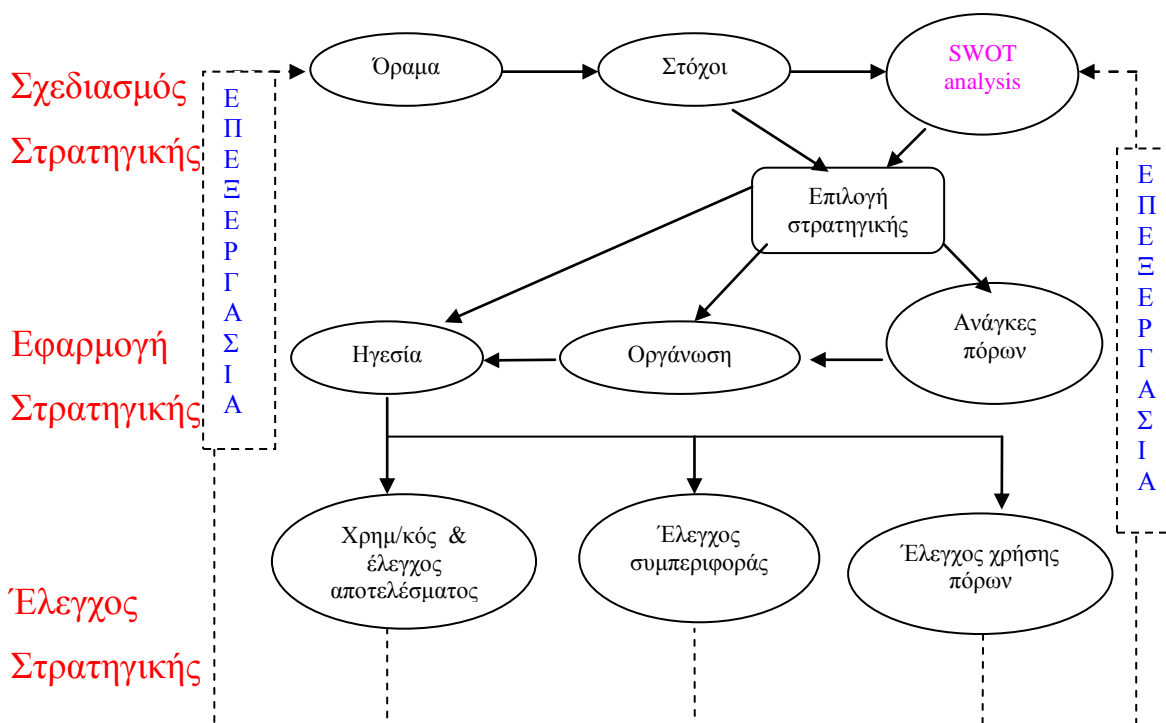 Σχεδιασμός
Στρατηγικής
Ε
Π
Ε
Ξ
Ε
Ρ
Γ
Α
Σ
Ι
Α
Όραμα
Στόχοι
SWOT
analysis
Επιλογή
στρατηγικής
Ε
Π
Ε
Ξ
Ε
Ρ
Γ
Α
Σ
Ι
Α
Εφαρμογή
Στρατηγικής
Ηγεσία
Οργάνωση
Ανάγκες
πόρων
Έλεγχος
Στρατηγικής
Χρημ/κός &
έλεγχος
αποτελέσματος
Έλεγχος
συμπεριφοράς
Έλεγχος χρήσης
πόρων